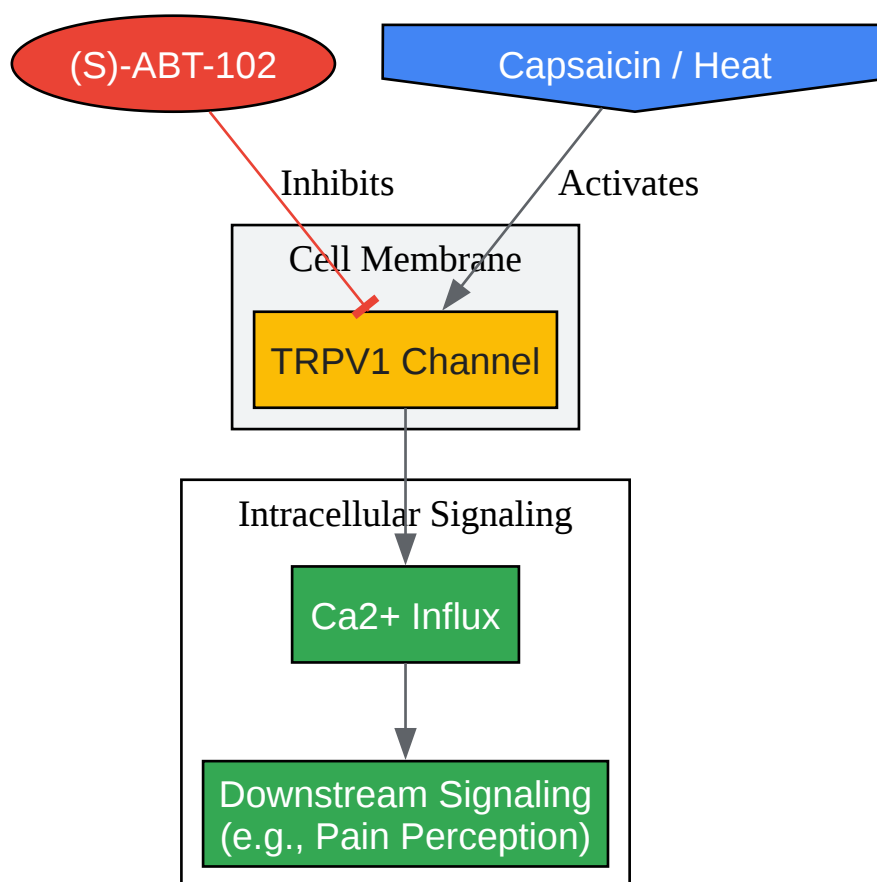 (S)-ABT-102
Capsaicin / Heat
Inhibits
Activates
Cell Membrane
TRPV1 Channel
Intracellular Signaling
Ca2+ Influx
Downstream Signaling
(e.g., Pain Perception)